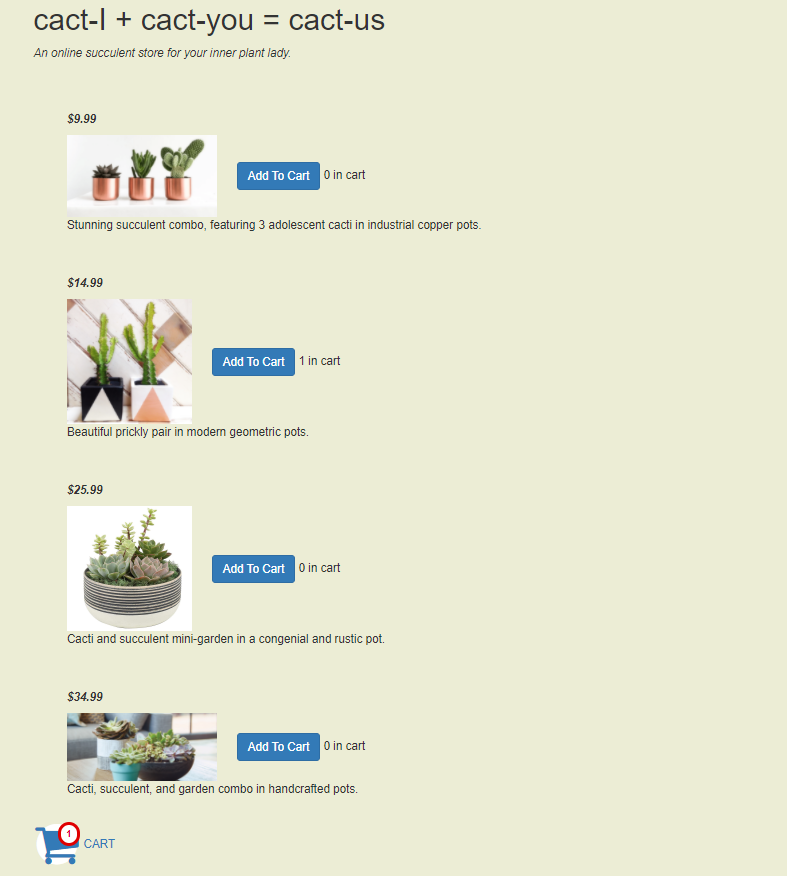 cact-I + cact-you = cact-us
An online succulent store for your inner plant lady.
$9.99
Add To Cart 0 in cart
Stunning succulent combo, featuring 3 adolescent cacti in industrial copper pots.
$14.99
Add To Cart 1 in cart
Beautiful prickly pair in modern geometric pots.
$25.99
Add To Cart 0 in cart
Cacti and succulent mini-garden in a congenial and rustic pot.
$34.99
Add To Cart 0 in cart
Cacti, succulent, and garden combo in handcrafted pots.
1 CART